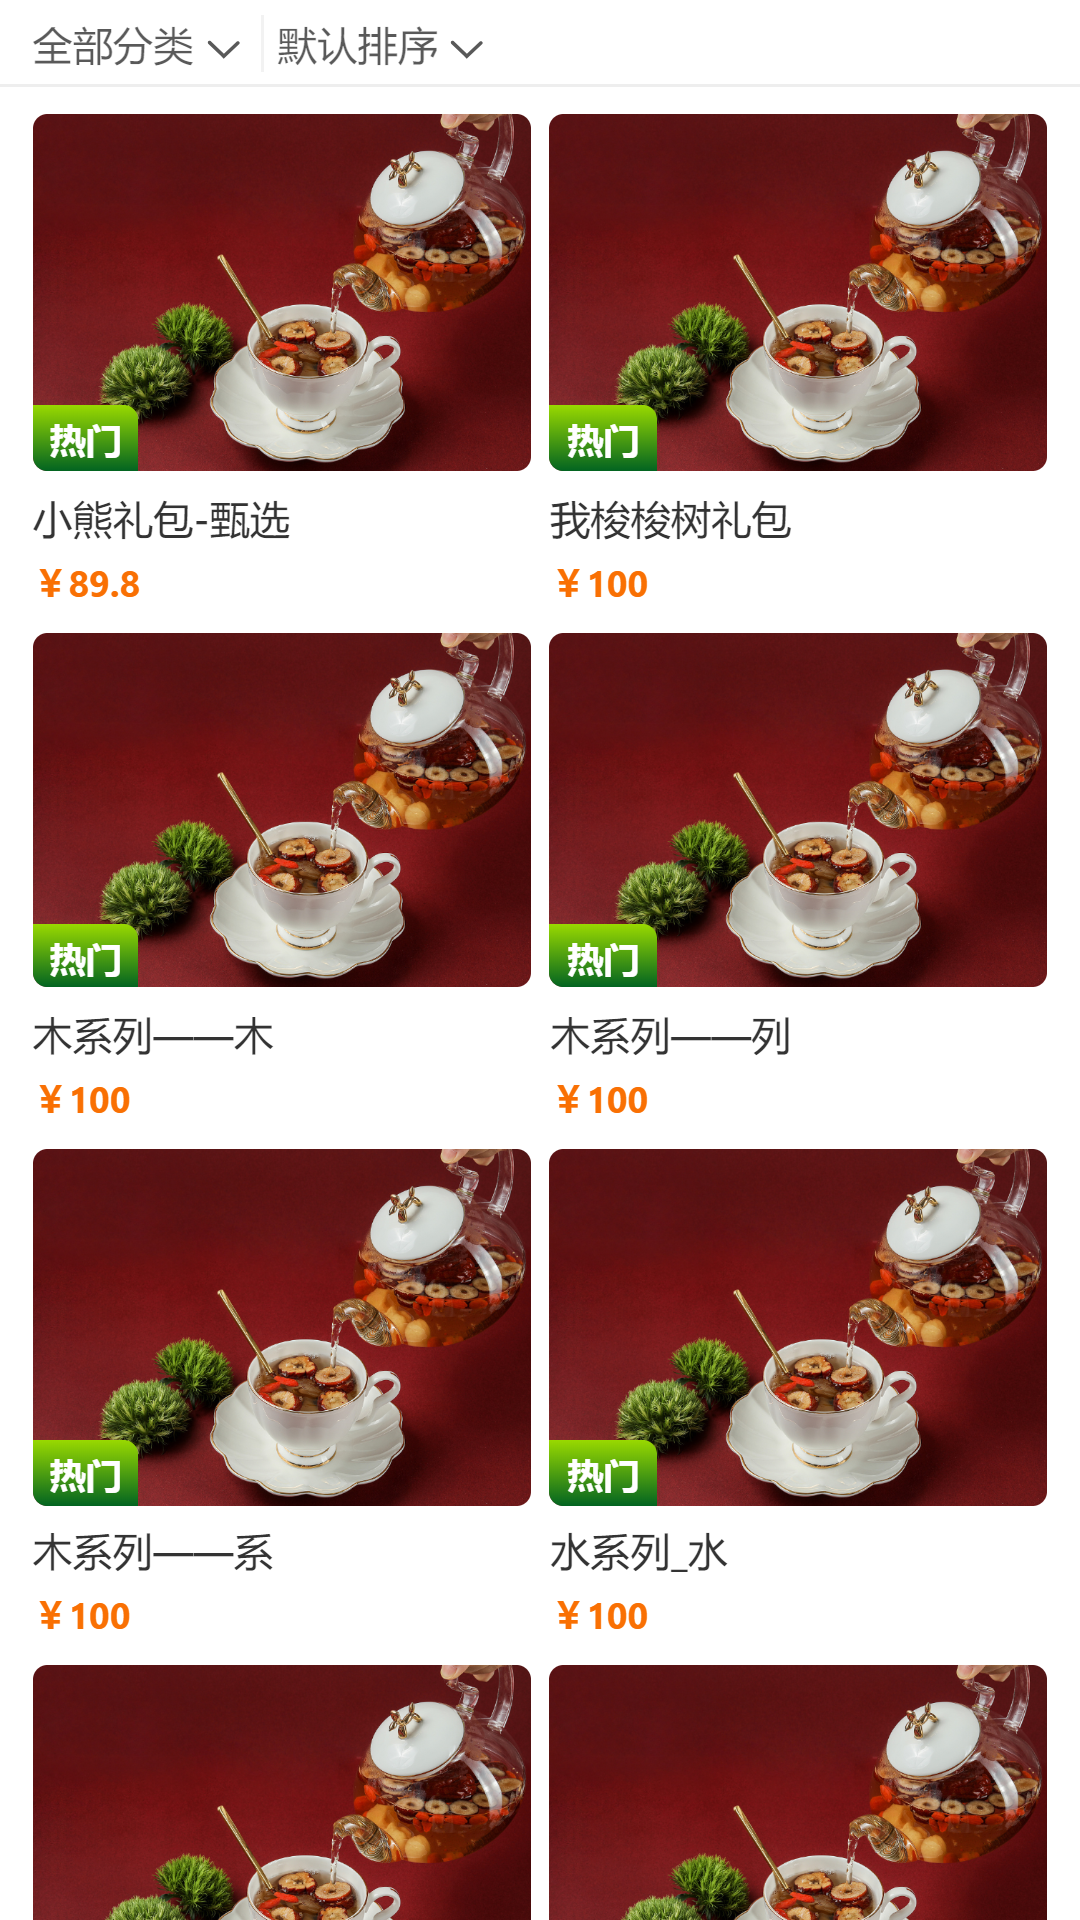 全部分类
默认排序
热门
热门
小熊礼包-甄选
我梭梭树礼包
￥89.8
￥100
热门
热门
木系列——木
木系列——列
￥100
￥100
热门
热门
木系列——系
水系列_水
￥100
￥100